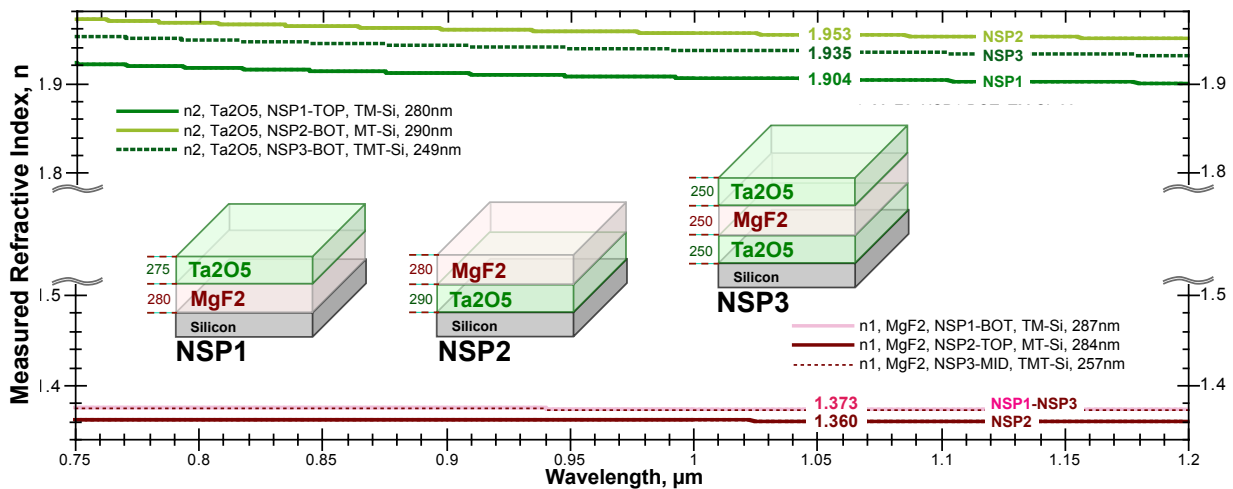 Measured Refractive Index, n
1.9
1.8
1.5
1.4
1.953
NSP2
1.935
NSP3
1.904
NSP1
1.9
1.8
1.5
1.4
n2, Ta2O5, NSP1-TOP, TM-Si, 280nm
n2, Ta2O5, NSP2-BOT, MT-Si, 290nm
n2, Ta2O5, NSP3-BOT, TMT-Si, 249nm
275
Ta2O5
280
MgF2
Silicon
NSP1
280
MgF2
290
Ta2O5
Silicon
NSP2
250
Ta2O5
250
MgF2
250
Ta2O5
Silicon
NSP3
n1, MgF2, NSP1-BOT, TM-Si, 287nm
n1, MgF2, NSP2-TOP, MT-Si, 284nm
n1, MgF2, NSP3-MID, TMT-Si, 257nm
1.373
NSP1-NSP3
1.360
NSP2
0.75
0.8
0.85
0.9
0.95
1.0
1.05
1.1
1.15
1.2
Wavelength, µm